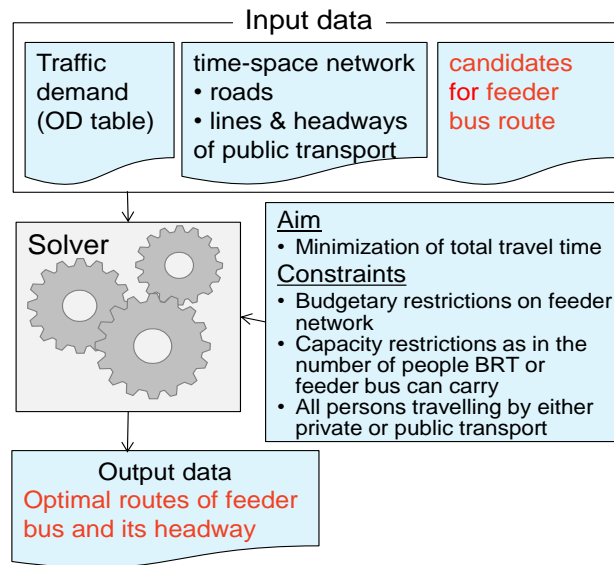 Input data
Traffic
demand
(OD table)
time-space network
• roads
• lines & headways
of public transport
candidates
for feeder
bus route
Solver
Aim
• Minimization of total travel time
Constraints
• Budgetary restrictions on feeder
network
• Capacity restrictions as in the
number of people BRT or
feeder bus can carry
• All persons travelling by either
private or public transport
Output data
Optimal routes of feeder
bus and its headway